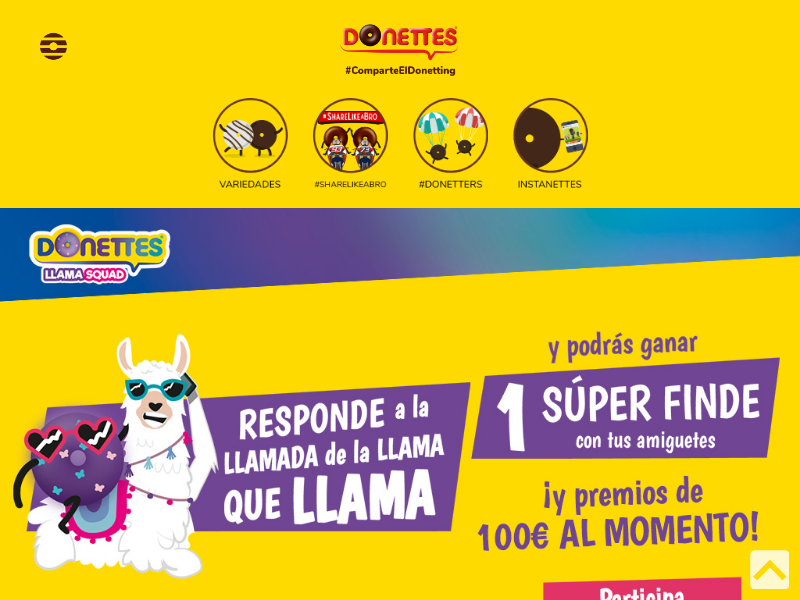 DONETTES
#ComparteElDonetting
#SHARELIKEABRO
VARIEDADES
#SHARELIKEABRO
#DONETTERS
INSTANETTES
DONETTES
LLAMA SQUAD
RESPONDE a la
LLAMADA de la LLAMA
QUE LLAMA
y podrás ganar
1 SÚPER FINDE
con tus amiguetes
¡y premios de
100€ AL MOMENTO!
Participa